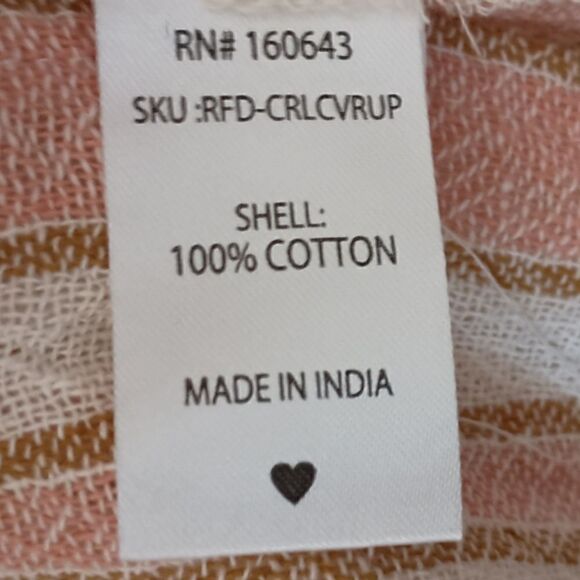 RN# 160643
SKU :RFD-CRLCVRUP
SHELL:
100% COTTON
MADE IN INDIA